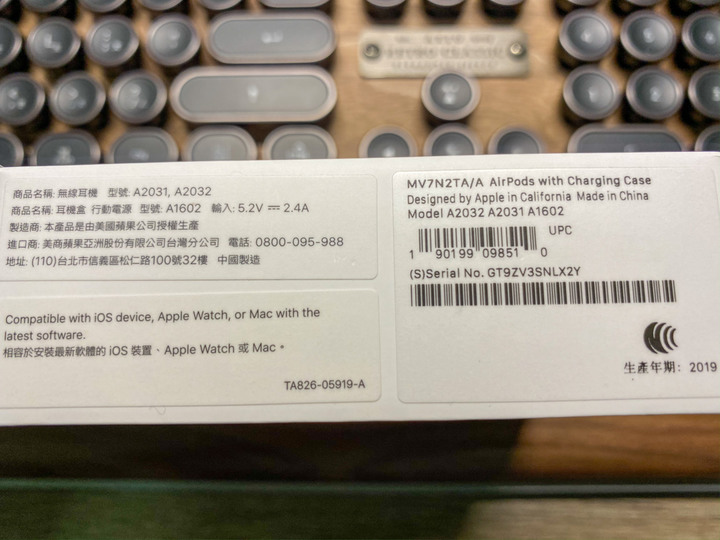 商品名稱: 無線耳機 型號: A2031, A2032
商品名稱: 耳機盒 行動電源 型號: A1602 輸入: 5.2V ⎓ 2.4A
製造商: 本產品是由美國蘋果公司授權生產
進口商: 美商蘋果亞洲股份有限公司台灣分公司 電話: 0800-095-988
地址: (110)台北市信義區松仁路100號32樓 中國製造
Compatible with iOS device, Apple Watch, or Mac with the
latest software.
相容於安裝最新軟體的 iOS 裝置、Apple Watch 或 Mac。
TA826-05919-A
MV7N2TA/A AirPods with Charging Case
Designed by Apple in California Made in China
Model A2032 A2031 A1602
UPC
1 90199 09851 0
(S)Serial No. GT9ZV3SNLX2Y
生產年期: 2019